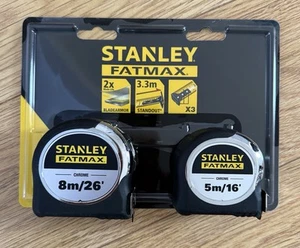 STANLEY
FATMAX
2x
BLADEARMOR
3.3m
STANDOUT*
X3
STANLEY
FATMAX
CHROME
8m/26'
STANLEY
FATMAX
CHROME
5m/16'